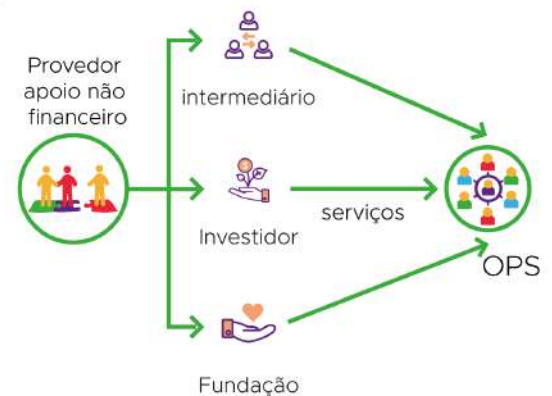 Provedor
apoio não
financeiro
intermediário
Investidor
serviços
OPS
Fundação